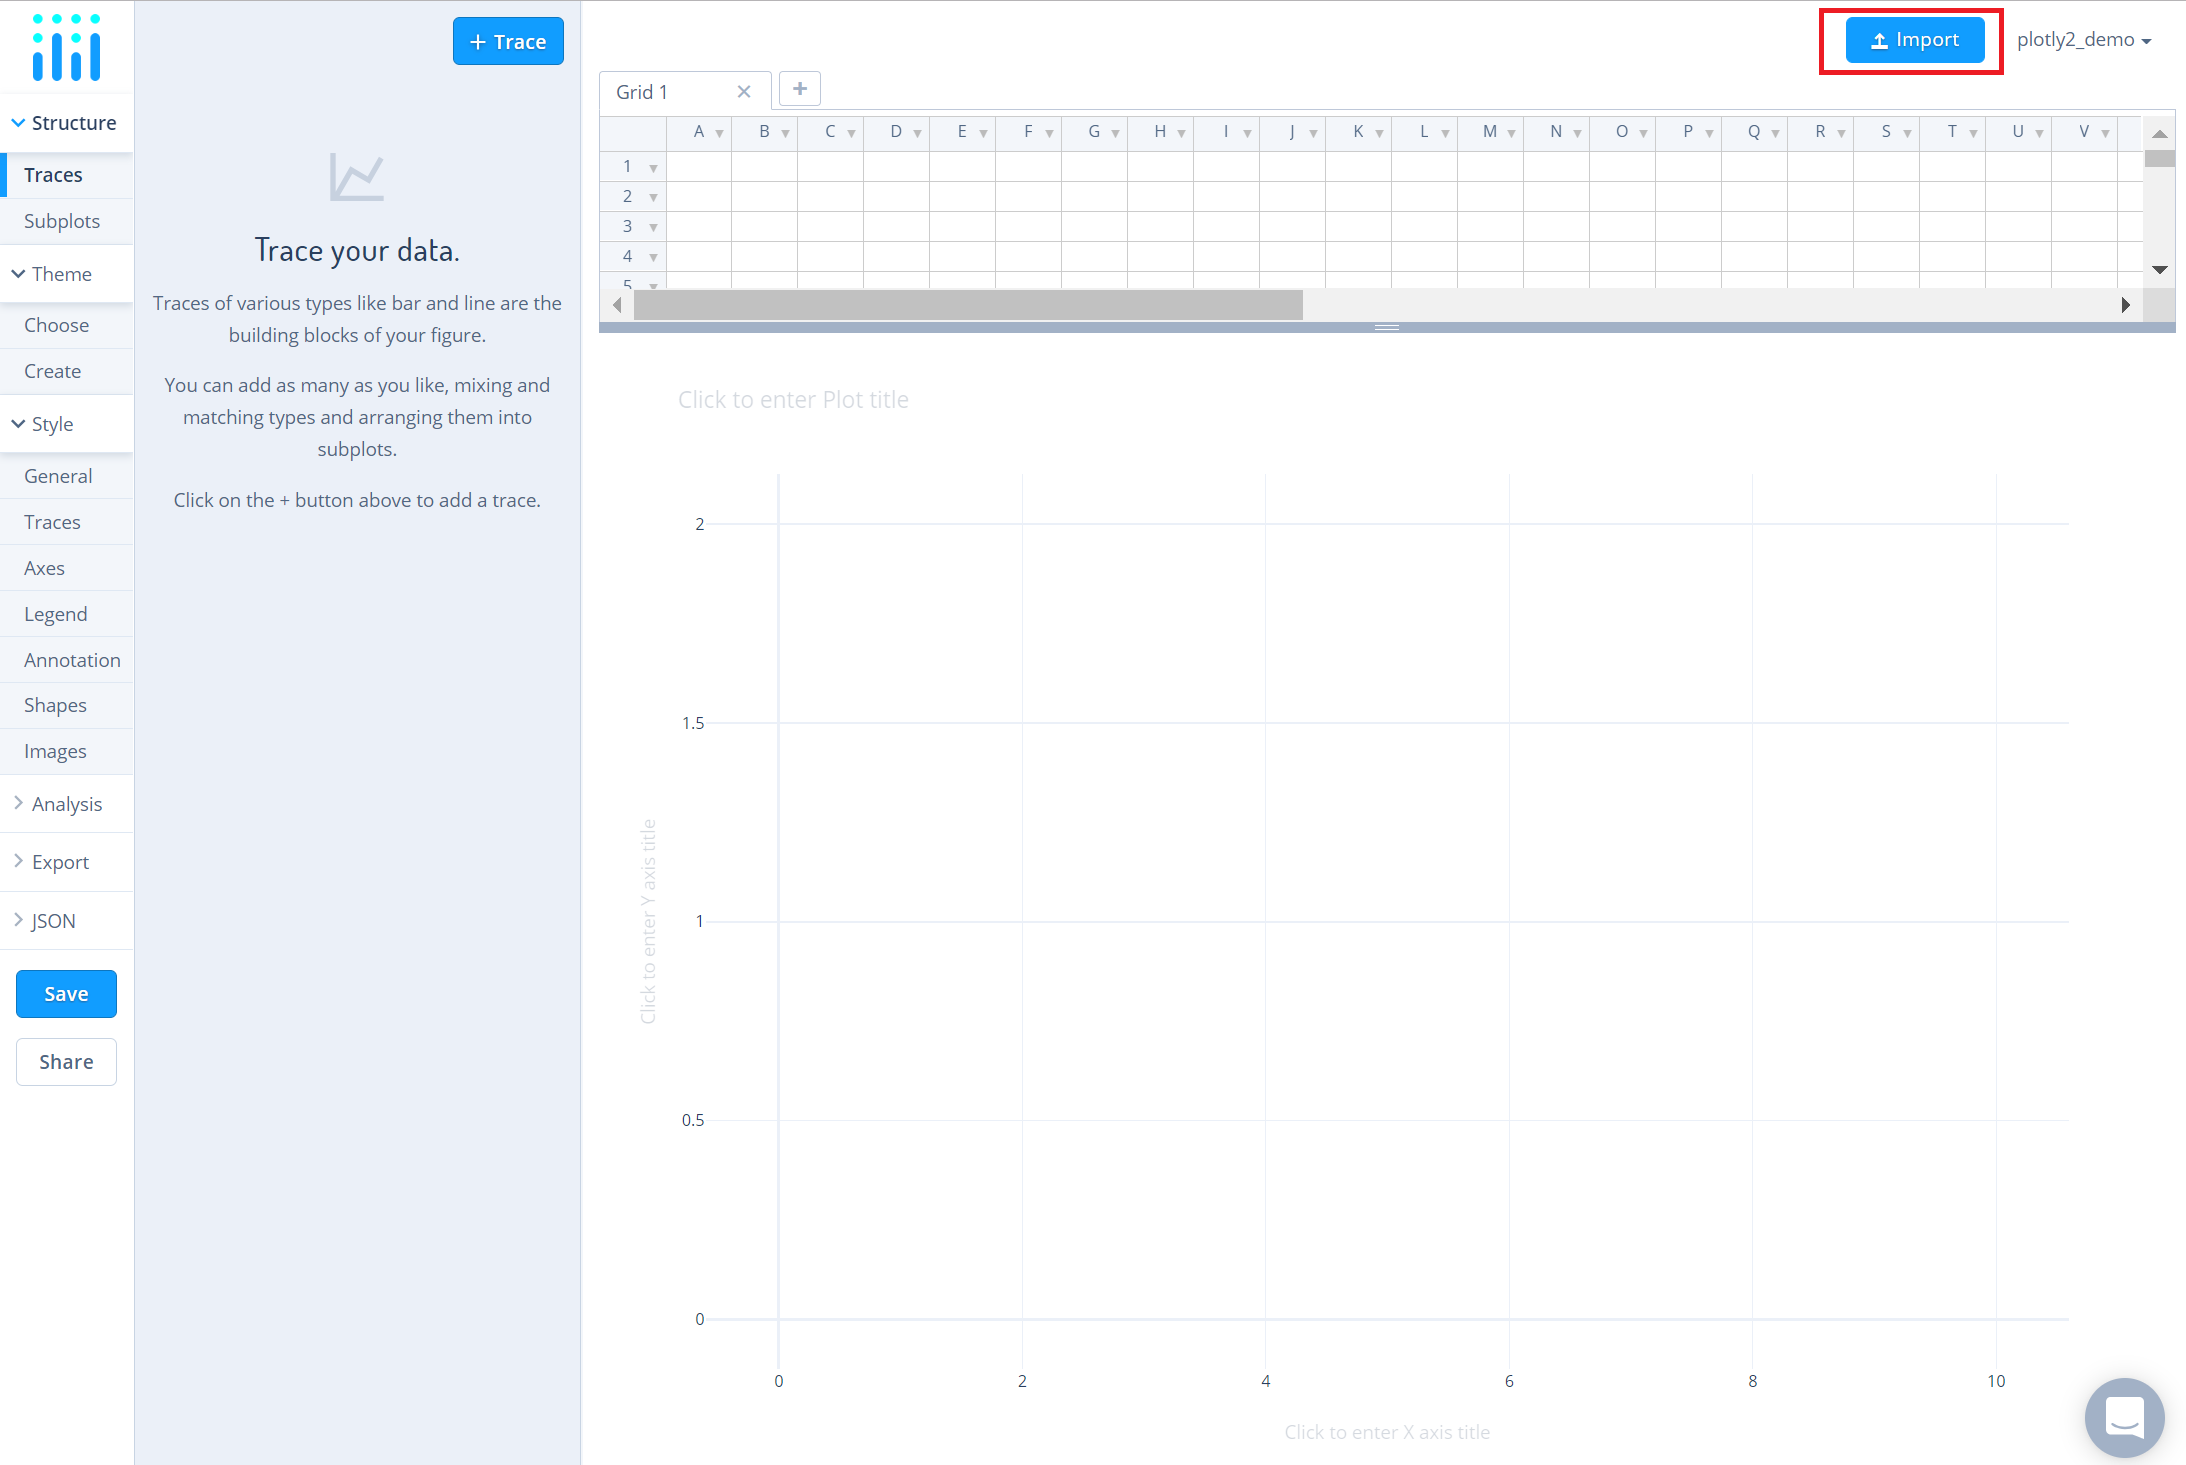 Structure
Traces
Subplots
Theme
Choose
Create
Style
General
Traces
Axes
Legend
Annotation
Shapes
Images
Analysis
Export
JSON
Save
Share
+ Trace
Trace your data.
Traces of various types like bar and line are the
building blocks of your figure.
You can add as many as you like, mixing and
matching types and arranging them into
subplots.
Click on the + button above to add a trace.
Import
plotly2_demo
Grid 1
+
A B C D E F G H I J K L M N O P Q R S T U V
1
2
3
4
5
Click to enter Plot title
Click to enter Y axis title
2
1.5
1
0.5
0
0 2 4 6 8 10
Click to enter X axis title